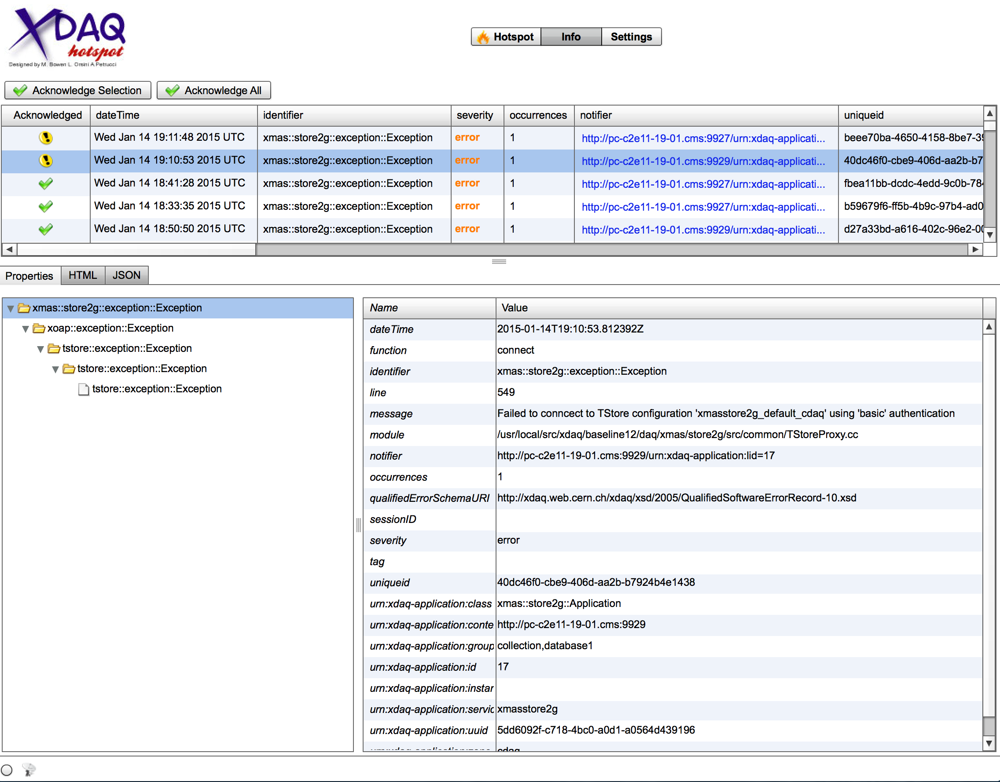 XDAQ
hotspot
Designed by M. Bowen L. Orsini A.Petrucci
Hotspot Info Settings
Acknowledge Selection Acknowledge All
Acknowledged dateTime identifier severity occurrences notifier uniqueid
Wed Jan 14 19:11:48 2015 UTC xmas::store2g::exception::Exception error 1 http://pc-c2e11-19-01.cms:9927/urn:xdaq-applicati... beee70ba-4650-4158-8be7-39
Wed Jan 14 19:10:53 2015 UTC xmas::store2g::exception::Exception error 1 http://pc-c2e11-19-01.cms:9929/urn:xdaq-applicati... 40dc46f0-cbe9-406d-aa2b-b7
Wed Jan 14 18:41:28 2015 UTC xmas::store2g::exception::Exception error 1 http://pc-c2e11-19-01.cms:9927/urn:xdaq-applicati... fbea11bb-dcdc-4edd-9c0b-784
Wed Jan 14 18:33:35 2015 UTC xmas::store2g::exception::Exception error 1 http://pc-c2e11-19-01.cms:9927/urn:xdaq-applicati... b59679f6-ff5b-4b9c-97b4-ad0
Wed Jan 14 18:50:50 2015 UTC xmas::store2g::exception::Exception error 1 http://pc-c2e11-19-01.cms:9929/urn:xdaq-applicati... d27a33bd-a616-402c-96e2-00
Properties HTML JSON
xmas::store2g::exception::Exception
xoap::exception::Exception
tstore::exception::Exception
tstore::exception::Exception
tstore::exception::Exception
Name Value
dateTime 2015-01-14T19:10:53.812392Z
function connect
identifier xmas::store2g::exception::Exception
line 549
message Failed to conncect to TStore configuration 'xmasstore2g_default_cdaq' using 'basic' authentication
module /usr/local/src/xdaq/baseline12/daq/xmas/store2g/src/common/TStoreProxy.cc
notifier http://pc-c2e11-19-01.cms:9929/urn:xdaq-application:lid=17
occurrences 1
qualifiedErrorSchemaURI http://xdaq.web.cern.ch/xdaq/xsd/2005/QualifiedSoftwareErrorRecord-10.xsd
sessionID
severity error
tag
uniqueid 40dc46f0-cbe9-406d-aa2b-b7924b4e1438
urn:xdaq-application:class xmas::store2g::Application
urn:xdaq-application:conte http://pc-c2e11-19-01.cms:9929
urn:xdaq-application:group collection,database1
urn:xdaq-application:id 17
urn:xdaq-application:instar
urn:xdaq-application:servic xmasstore2g
urn:xdaq-application:uuid 5dd6092f-c718-4bc0-a0d1-a0564d439196
urn:xdaq-application:zone cdaq